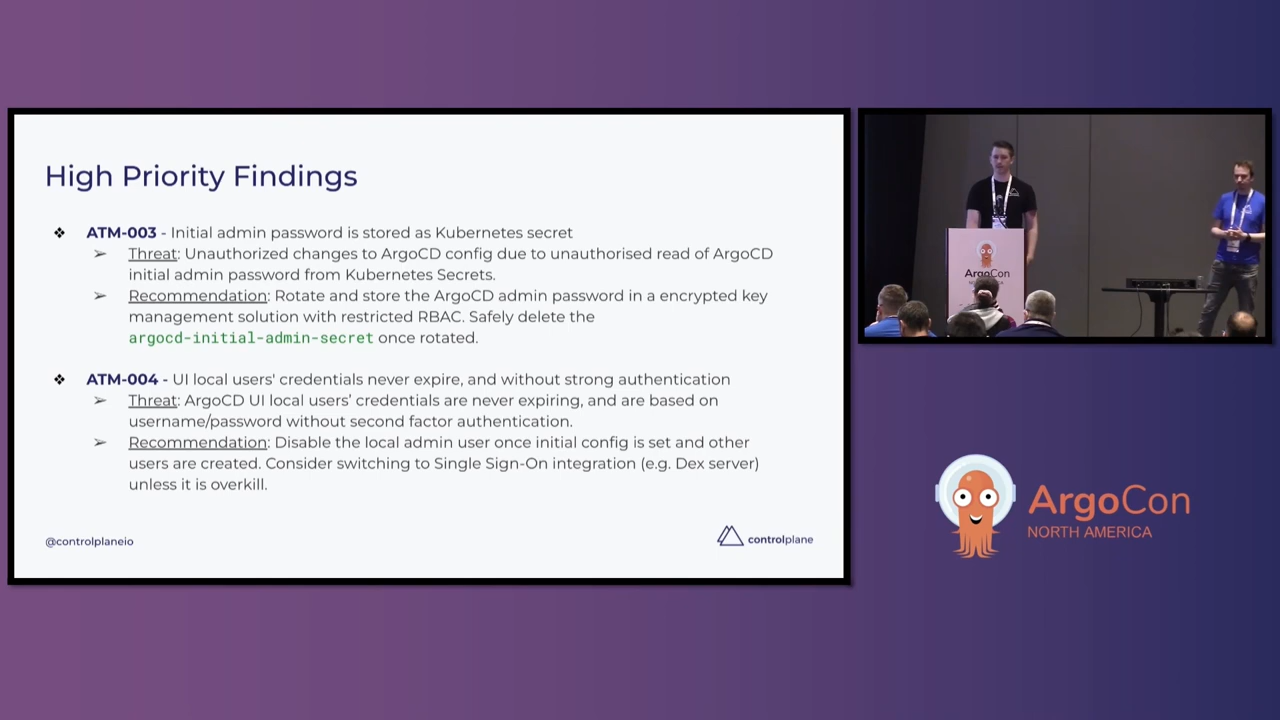 High Priority Findings
❖ ATM-003 - Initial admin password is stored as Kubernetes secret
➢ Threat: Unauthorized changes to ArgoCD config due to unauthorised read of ArgoCD
initial admin password from Kubernetes Secrets.
➢ Recommendation: Rotate and store the ArgoCD admin password in a encrypted key
management solution with restricted RBAC. Safely delete the
argocd-initial-admin-secret once rotated.
❖ ATM-004 - UI local users' credentials never expire, and without strong authentication
➢ Threat: ArgoCD UI local users’ credentials are never expiring, and are based on
username/password without second factor authentication.
➢ Recommendation: Disable the local admin user once initial config is set and other
users are created. Consider switching to Single Sign-On integration (e.g. Dex server)
unless it is overkill.
@controlplaneio
controlplane
ArgoCon
ArgoCon
NORTH AMERICA